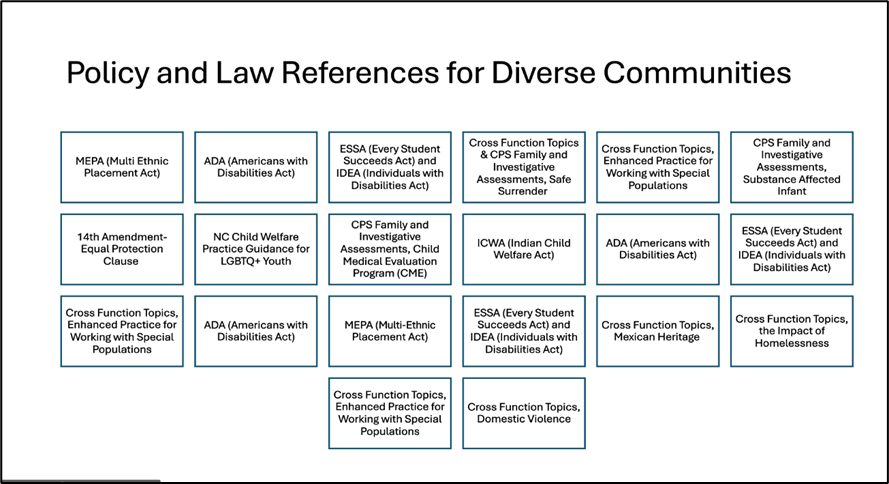 Policy and Law References for Diverse Communities
MEPA (Multi Ethnic
Placement Act)
ADA (Americans with
Disabilities Act)
ESSA (Every Student
Succeeds Act) and
IDEA (Individuals with
Disabilities Act)
Cross Function Topics
& CPS Family and
Investigative
Assessments, Safe
Surrender
Cross Function Topics,
Enhanced Practice for
Working with Special
Populations
CPS Family and
Investigative
Assessments,
Substance Affected
Infant
14th Amendment-
Equal Protection
Clause
NC Child Welfare
Practice Guidance for
LGBTQ+ Youth
CPS Family and
Investigative
Assessments, Child
Medical Evaluation
Program (CME)
ICWA (Indian Child
Welfare Act)
ADA (Americans with
Disabilities Act)
ESSA (Every Student
Succeeds Act) and
IDEA (Individuals with
Disabilities Act)
Cross Function Topics,
Enhanced Practice for
Working with Special
Populations
ADA (Americans with
Disabilities Act)
MEPA (Multi-Ethnic
Placement Act)
ESSA (Every Student
Succeeds Act) and
IDEA (Individuals with
Disabilities Act)
Cross Function Topics,
Mexican Heritage
Cross Function Topics,
the Impact of
Homelessness
Cross Function Topics,
Enhanced Practice for
Working with Special
Populations
Cross Function Topics,
Domestic Violence